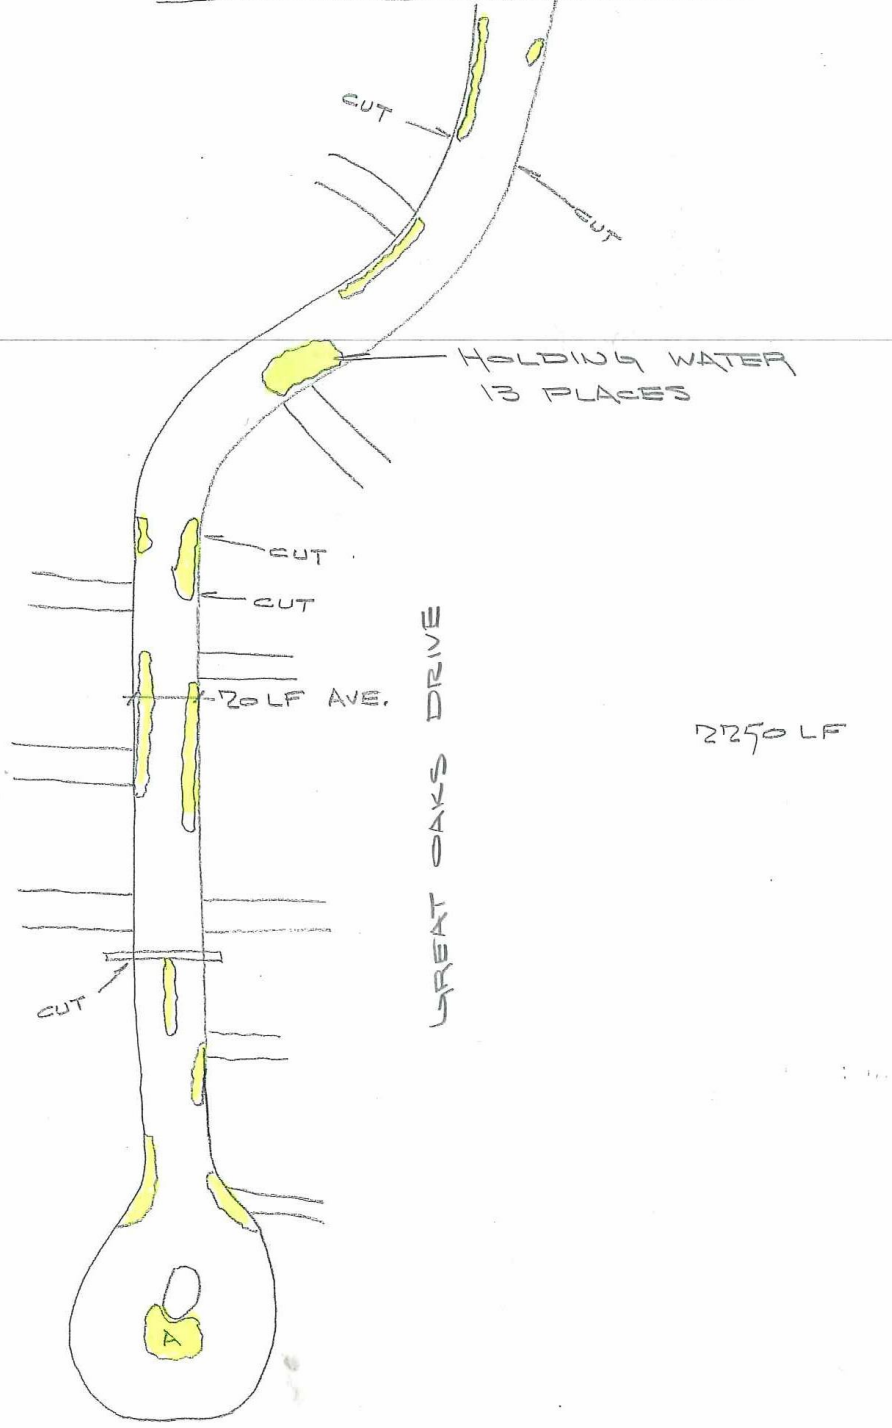 CUT
CUT
HOLDING WATER
13 PLACES
CUT
CUT
20 LF AVE.
GREAT OAKS DRIVE
2250 LF
CUT
A